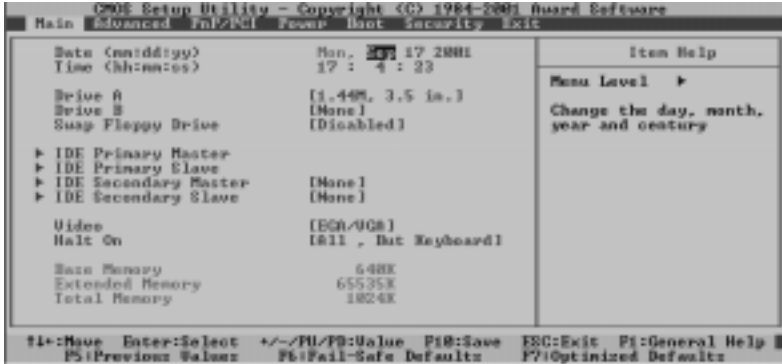 CMOS Setup Utility - Copyright (C) 1984-2001 Award Software
Main Advanced PnP/PCI Power Boot Security Exit
Date (mm:dd:yy) Mon, Sep 17 2001
Time (hh:mm:ss) 17 : 4 : 23
Drive A [1.44M, 3.5 in.]
Drive B [None]
Swap Floppy Drive [Disabled]
▶ IDE Primary Master
▶ IDE Primary Slave
▶ IDE Secondary Master [None]
▶ IDE Secondary Slave [None]
Video [EGA/VGA]
Halt On [All , But Keyboard]
Base Memory 640K
Extended Memory 65535K
Total Memory 1024K
Item Help
Menu Level ▶
Change the day, month,
year and century
↑↓←:Move Enter:Select +/-/PU/PD:Value F10:Save ESC:Exit F1:General Help
F5:Previous Values F6:Fail-Safe Defaults F7:Optimized Defaults